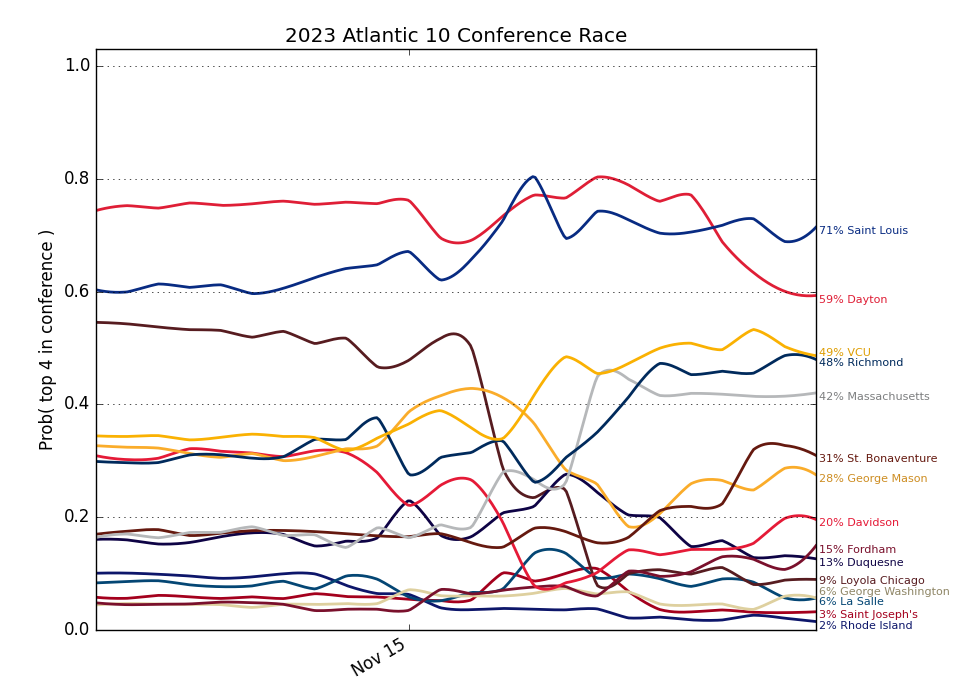 2023 Atlantic 10 Conference Race
Prob( top 4 in conference )
1.0
0.8
0.6
0.4
0.2
0.0
Nov 15
71% Saint Louis
59% Dayton
49% VCU
48% Richmond
42% Massachusetts
31% St. Bonaventure
28% George Mason
20% Davidson
15% Fordham
13% Duquesne
9% Loyola Chicago
6% George Washington
6% La Salle
3% Saint Joseph's
2% Rhode Island